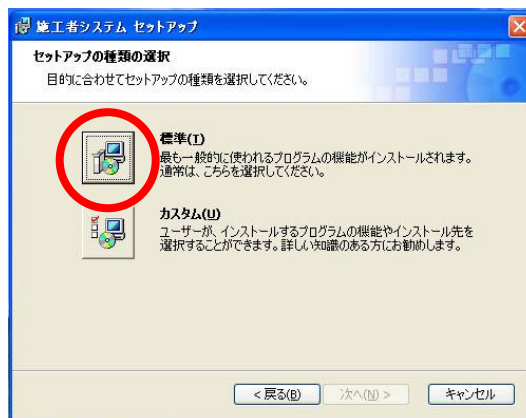 施工者システム セットアップ
セットアップの種類の選択
目的に合わせてセットアップの種類を選択してください。
標準(T)
最も一般的に使われるプログラムの機能がインストールされます。
通常は、こちらを選択してください。
カスタム(U)
ユーザーが、インストールするプログラムの機能やインストール先を
選択することができます。詳しい知識のある方にお勧めします。
< 戻る(B)
次へ(N) >
キャンセル